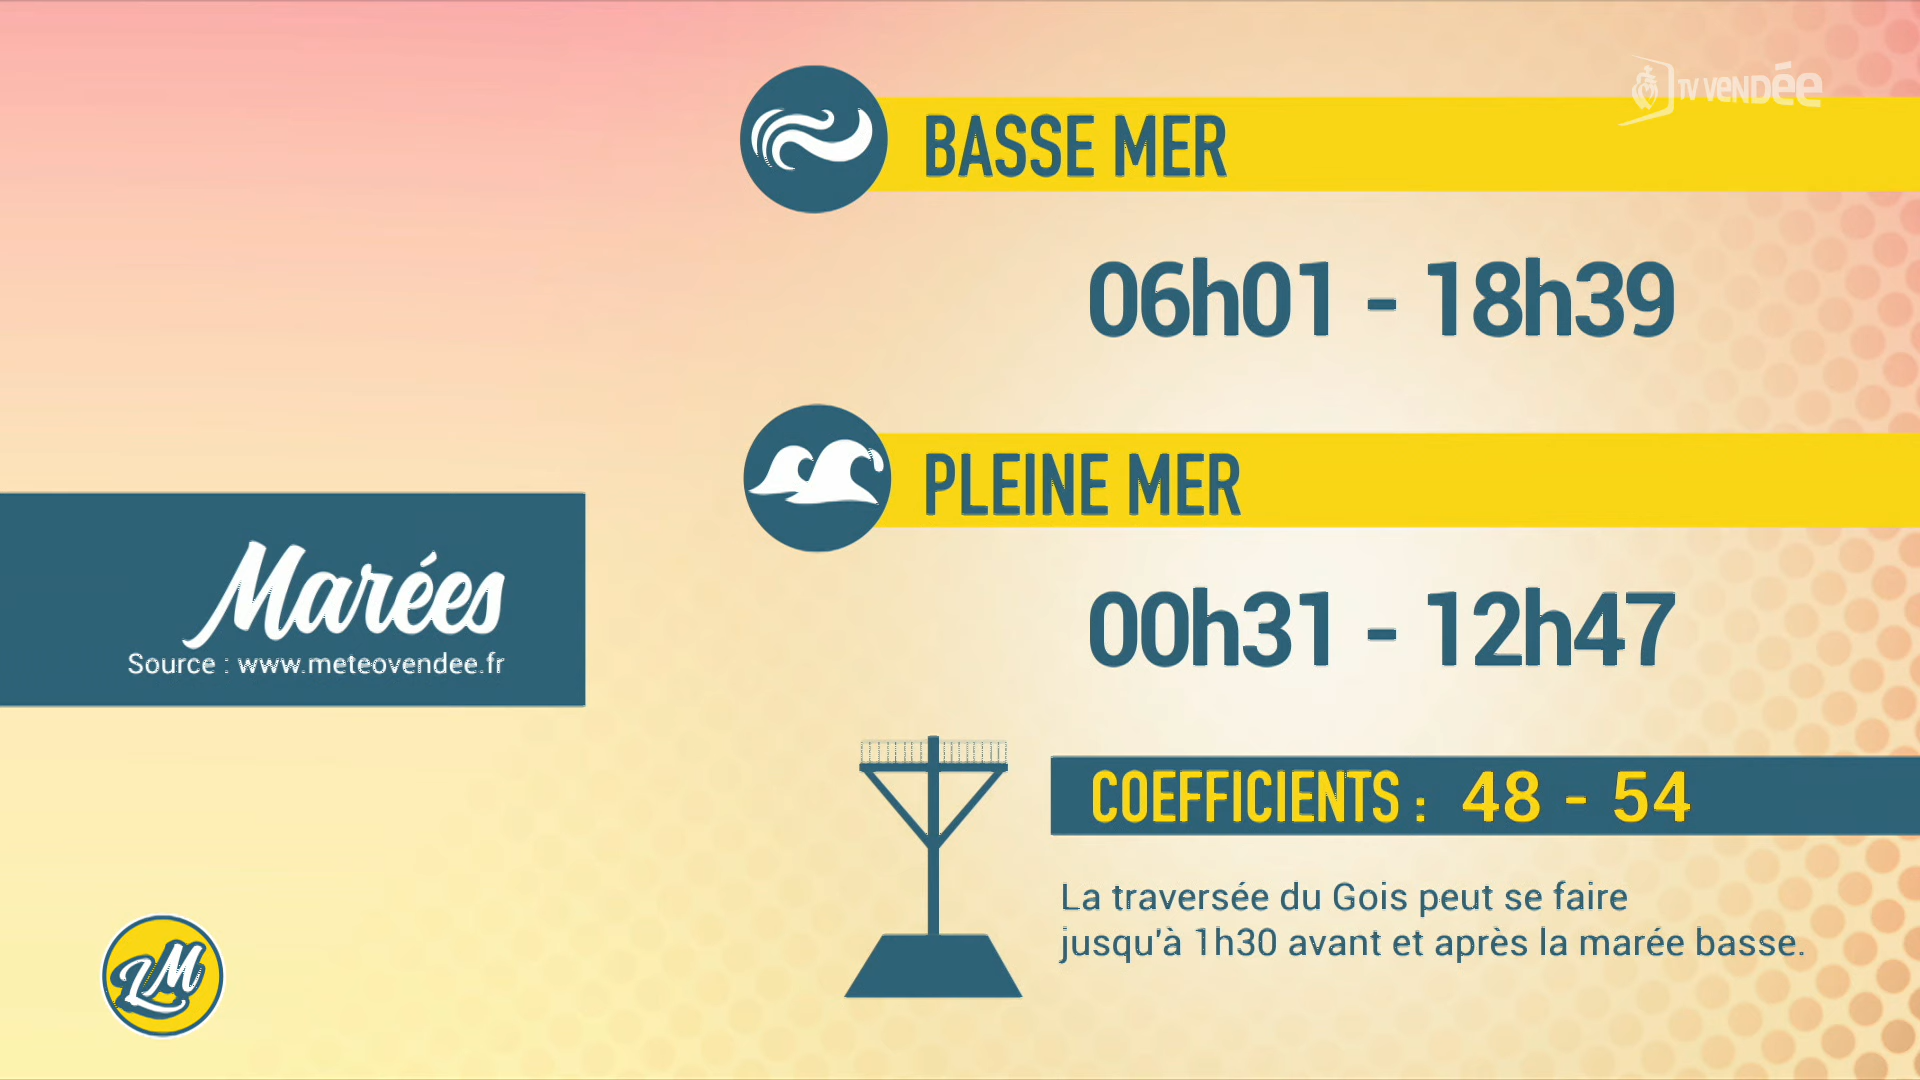 TV VENDÉE
BASSE MER
06h01 - 18h39
PLEINE MER
00h31 - 12h47
Marées
Source : www.meteovendee.fr
COEFFICIENTS : 48 - 54
La traversée du Gois peut se faire
jusqu'à 1h30 avant et après la marée basse.
LM